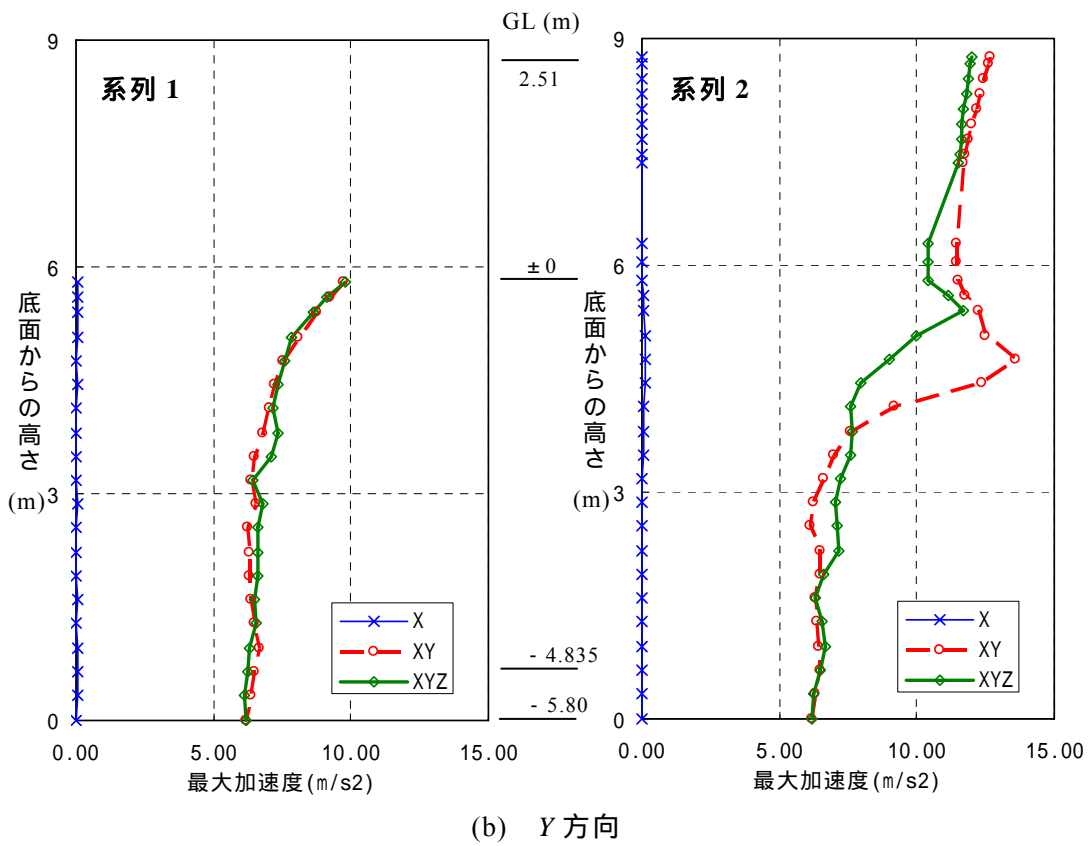 GL (m)
9
系列 1
6
3
0
底面からの高さ
(m)
X
XY
XYZ
0.00
5.00
10.00
15.00
最大加速度(m/s2)
2.51
±0
- 4.835
- 5.80
9
系列 2
6
3
0
底面からの高さ
(m)
X
XY
XYZ
0.00
5.00
10.00
15.00
最大加速度(m/s2)
(b) Y 方向